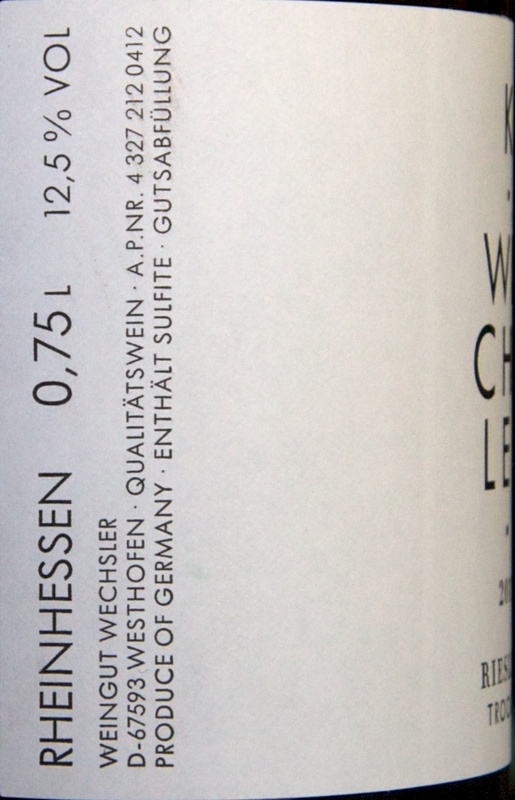 RHEINHESSEN 0,75 L 12,5 % VOL
WEINGUT WECHSLER
D-67593 WESTHOFEN · QUALITÄTSWEIN · A.P.NR. 4 327 212 0412
PRODUCE OF GERMANY · ENTHÄLT SULFITE · GUTSABFÜLLUNG